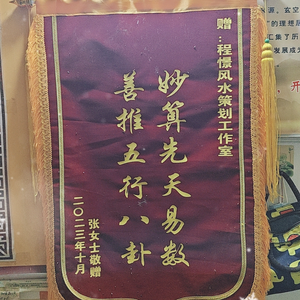 赠：程憬风水策划工作室
妙算先天易数
善推五行八卦
张女士敬赠
二〇二三年十月